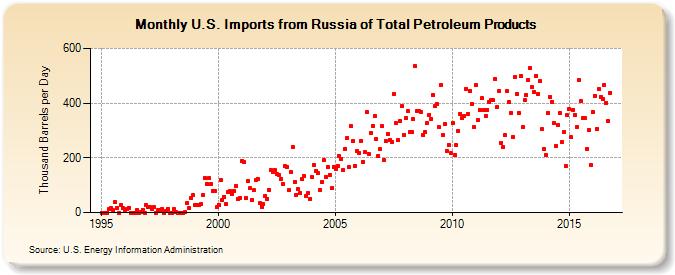 Monthly U.S. Imports from Russia of Total Petroleum Products
Thousand Barrels per Day
600
400
200
0
1995 2000 2005 2010 2015
Source: U.S. Energy Information Administration